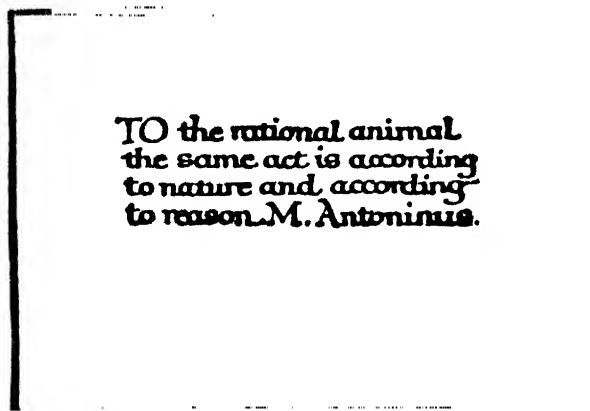 TO the rational animal
the same act is according
to nature and according
to reason M. Antoninus.